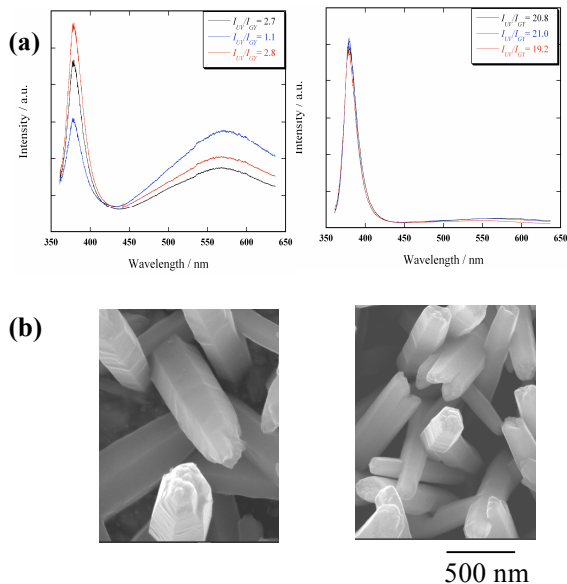 (a)
I_UV/I_GY = 2.7
I_UV/I_GY = 1.1
I_UV/I_GY = 2.8
Intensity / a.u.
350 400 450 500 550 600 650
Wavelength / nm
I_UV/I_GY = 20.8
I_UV/I_GY = 21.0
I_UV/I_GY = 19.2
Intensity / a.u.
350 400 450 500 550 600 650
Wavelength / nm
(b)
500 nm